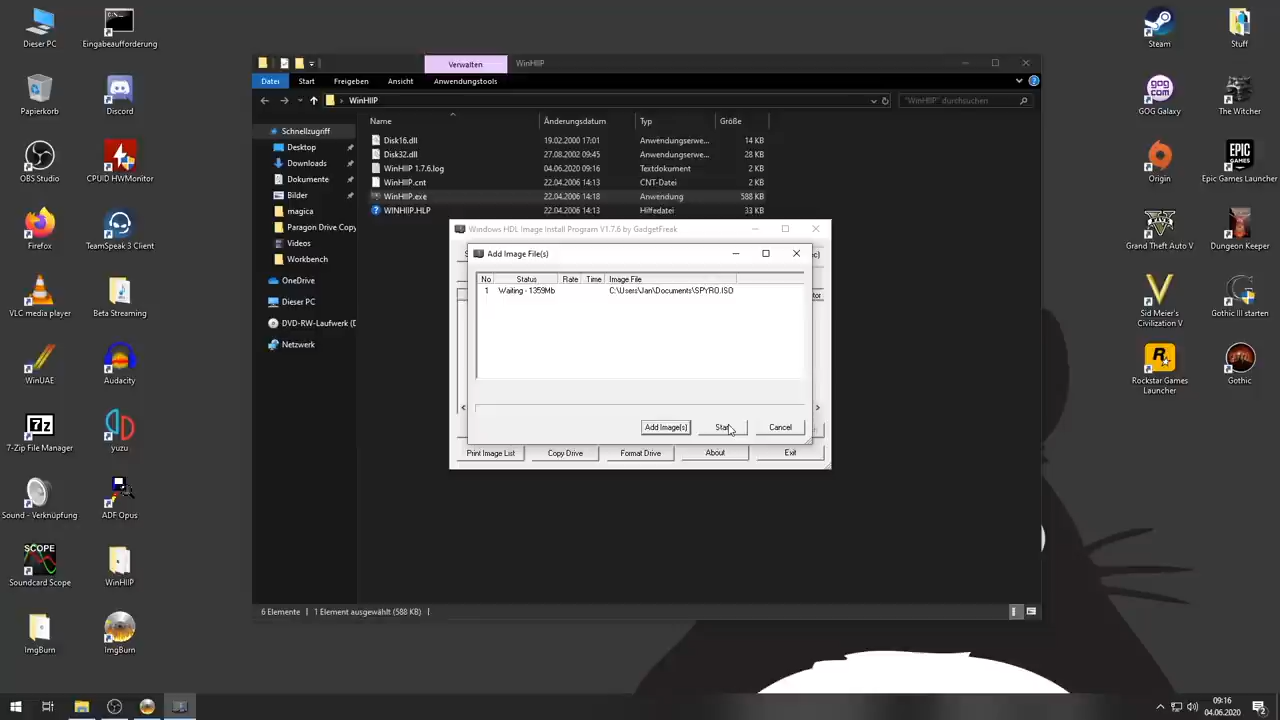 Dieser PC
Eingabeaufforderung
Papierkorb
Discord
OBS Studio
CPUID HWMonitor
Firefox
TeamSpeak 3 Client
VLC media player
Beta Streaming
WinUAE
Audacity
7-Zip File Manager
yuzu
Sound - Verknüpfung
ADF Opus
SCOPE
Soundcard Scope
WinHIIP
ImgBurn
ImgBurn
Verwalten
WinHIIP
Datei
Start
Freigeben
Ansicht
Anwendungstools
WinHIIP
"WinHIIP" durchsuchen
Name
Änderungsdatum
Typ
Größe
Schnellzugriff
Desktop
Downloads
Dokumente
Bilder
magica
Paragon Drive Copy
Videos
Workbench
OneDrive
Dieser PC
DVD-RW-Laufwerk (D
Netzwerk
Disk16.dll 19.02.2000 17:01 Anwendungserwe... 14 KB
Disk32.dll 27.08.2002 09:45 Anwendungserwe... 28 KB
WinHIIP 1.7.6.log 04.06.2020 09:16 Textdokument 2 KB
WinHIIP.cnt 22.04.2006 14:13 CNT-Datei 2 KB
WinHIIP.exe 22.04.2006 14:18 Anwendung 588 KB
WINHIIP.HLP 22.04.2006 14:13 Hilfedatei 33 KB
Windows HDL Image Install Program V1.7.6 by GadgetFreak
Add Image File(s)
No Status Rate Time Image File
1 Waiting - 1359Mb C:\Users\Jan\Documents\SPYRO.ISO
Add Image(s)
Start
Cancel
Print Image List
Copy Drive
Format Drive
About
Exit
6 Elemente
1 Element ausgewählt (588 KB)
Steam
Stuff
GOG COM
GOG Galaxy
The Witcher
Origin
EPIC GAMES
Epic Games Launcher
Grand Theft Auto V
Dungeon Keeper
Sid Meier's
Civilization V
Gothic III starten
Rockstar Games
Launcher
Gothic
09:16
04.06.2020
2